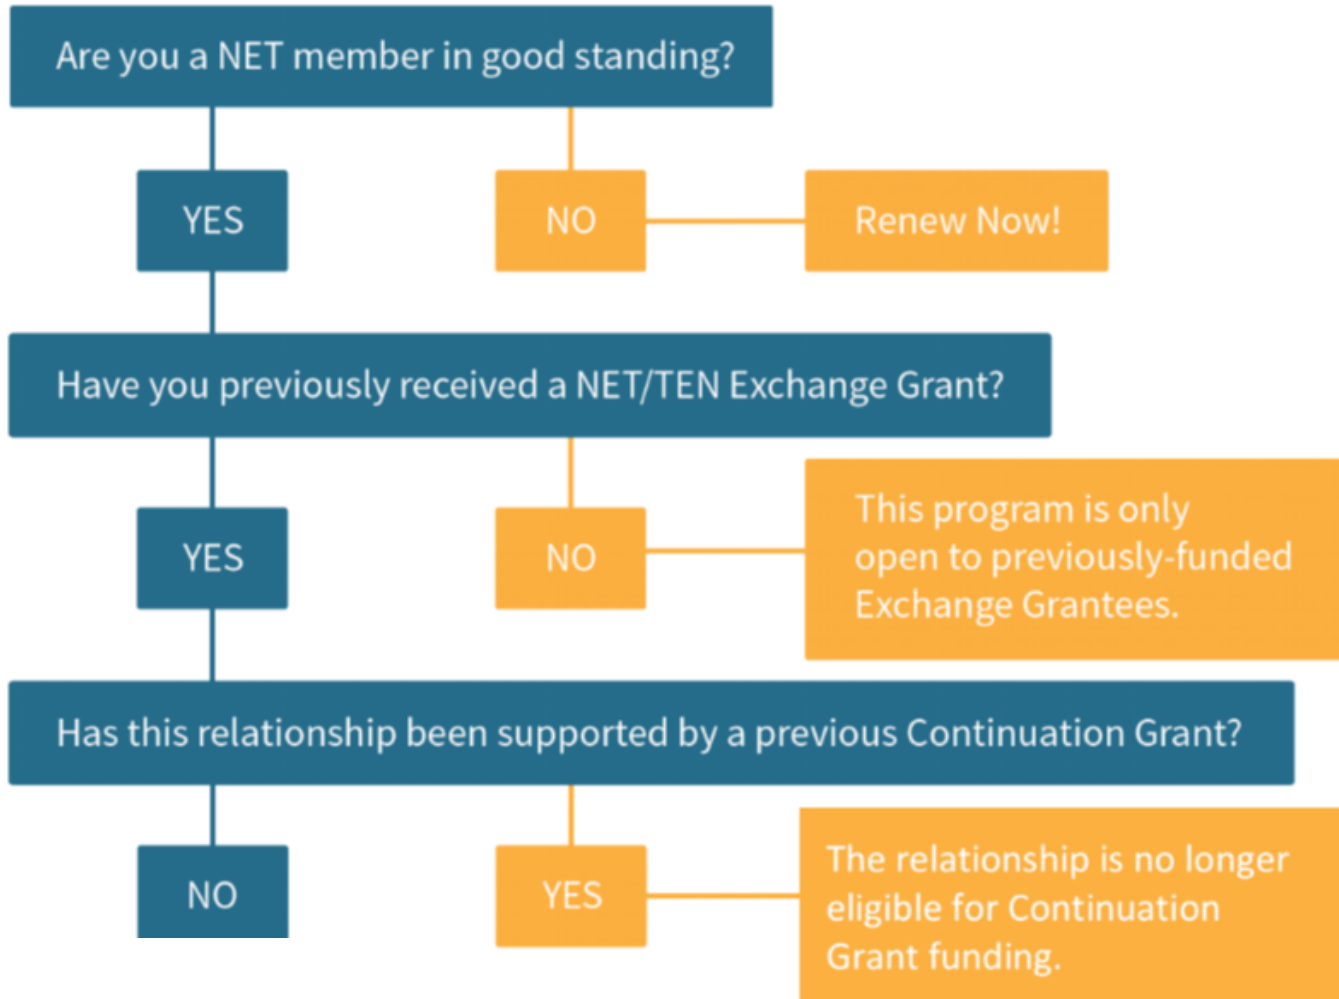 Are you a NET member in good standing?
YES
NO
Renew Now!
Have you previously received a NET/TEN Exchange Grant?
YES
NO
This program is only
open to previously-funded
Exchange Grantees.
Has this relationship been supported by a previous Continuation Grant?
NO
YES
The relationship is no longer
eligible for Continuation
Grant funding.